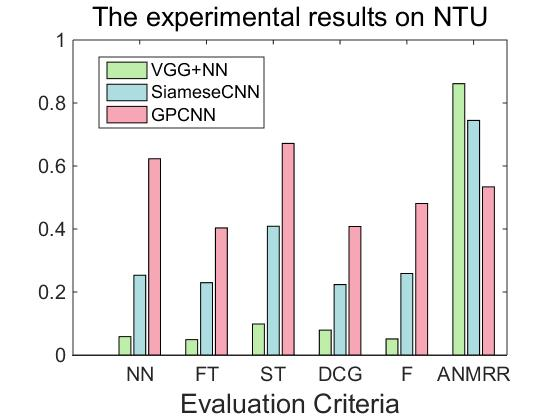 The experimental results on NTU
1
VGG+NN
SiameseCNN
GPCNN
0.8
0.6
0.4
0.2
0
NN FT ST DCG F ANMRR
Evaluation Criteria